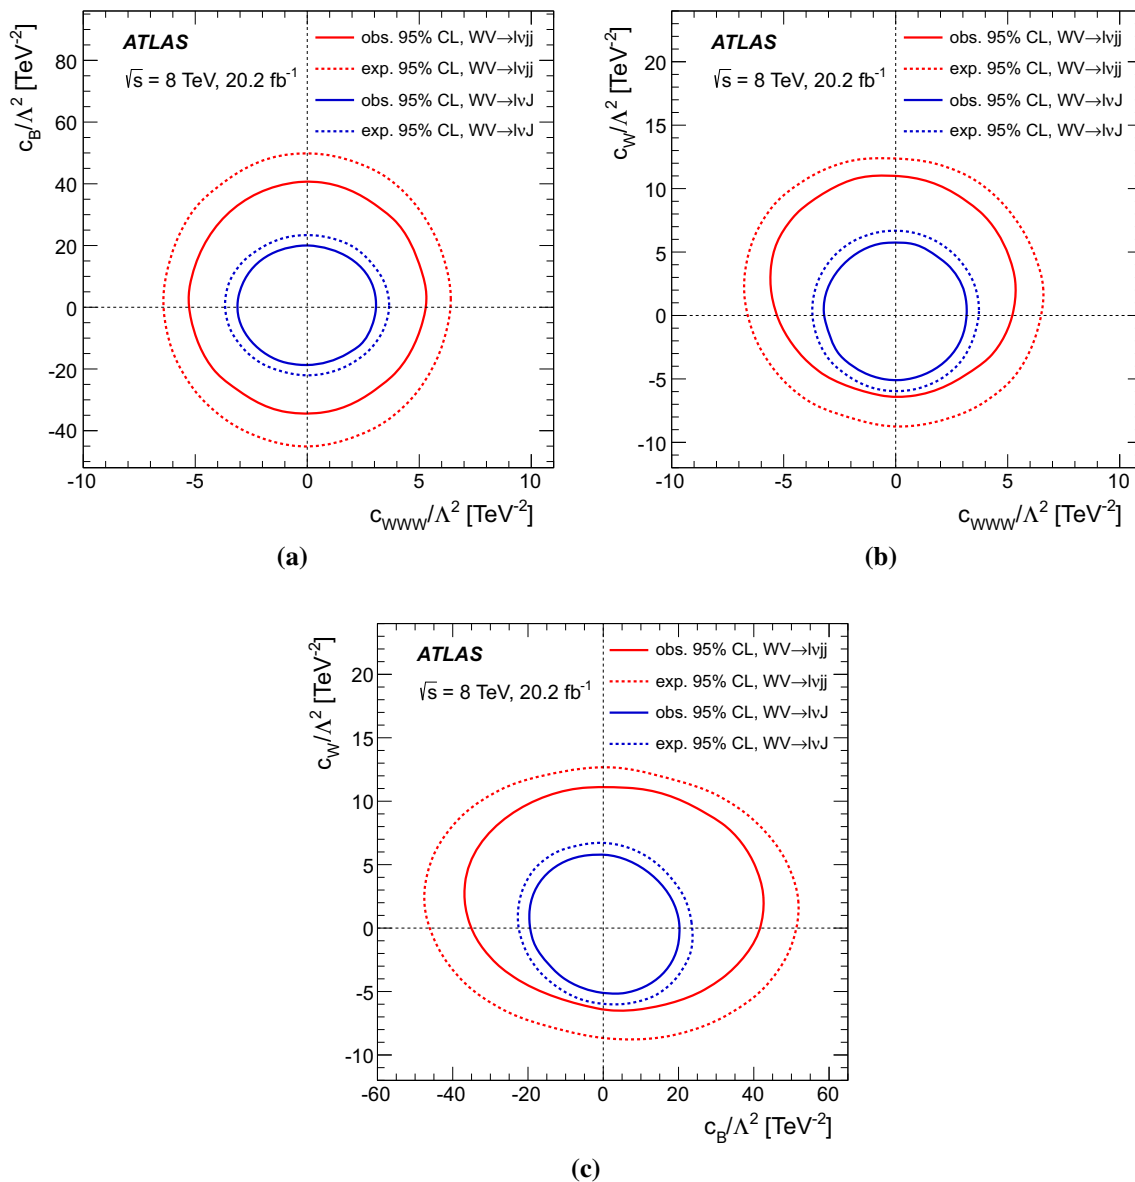 ATLAS
√s = 8 TeV, 20.2 fb-1
obs. 95% CL, WV→lνjj
exp. 95% CL, WV→lνjj
obs. 95% CL, WV→lνJ
exp. 95% CL, WV→lνJ
cB/Λ2 [TeV-2]
80
60
40
20
0
-20
-40
-10
-5
0
5
10
cWWW/Λ2 [TeV-2]
(a)
ATLAS
√s = 8 TeV, 20.2 fb-1
obs. 95% CL, WV→lνjj
exp. 95% CL, WV→lνjj
obs. 95% CL, WV→lνJ
exp. 95% CL, WV→lνJ
cW/Λ2 [TeV-2]
20
15
10
5
0
-5
-10
-10
-5
0
5
10
cWWW/Λ2 [TeV-2]
(b)
ATLAS
√s = 8 TeV, 20.2 fb-1
obs. 95% CL, WV→lνjj
exp. 95% CL, WV→lνjj
obs. 95% CL, WV→lνJ
exp. 95% CL, WV→lνJ
cW/Λ2 [TeV-2]
20
15
10
5
0
-5
-10
-60
-40
-20
0
20
40
60
cB/Λ2 [TeV-2]
(c)